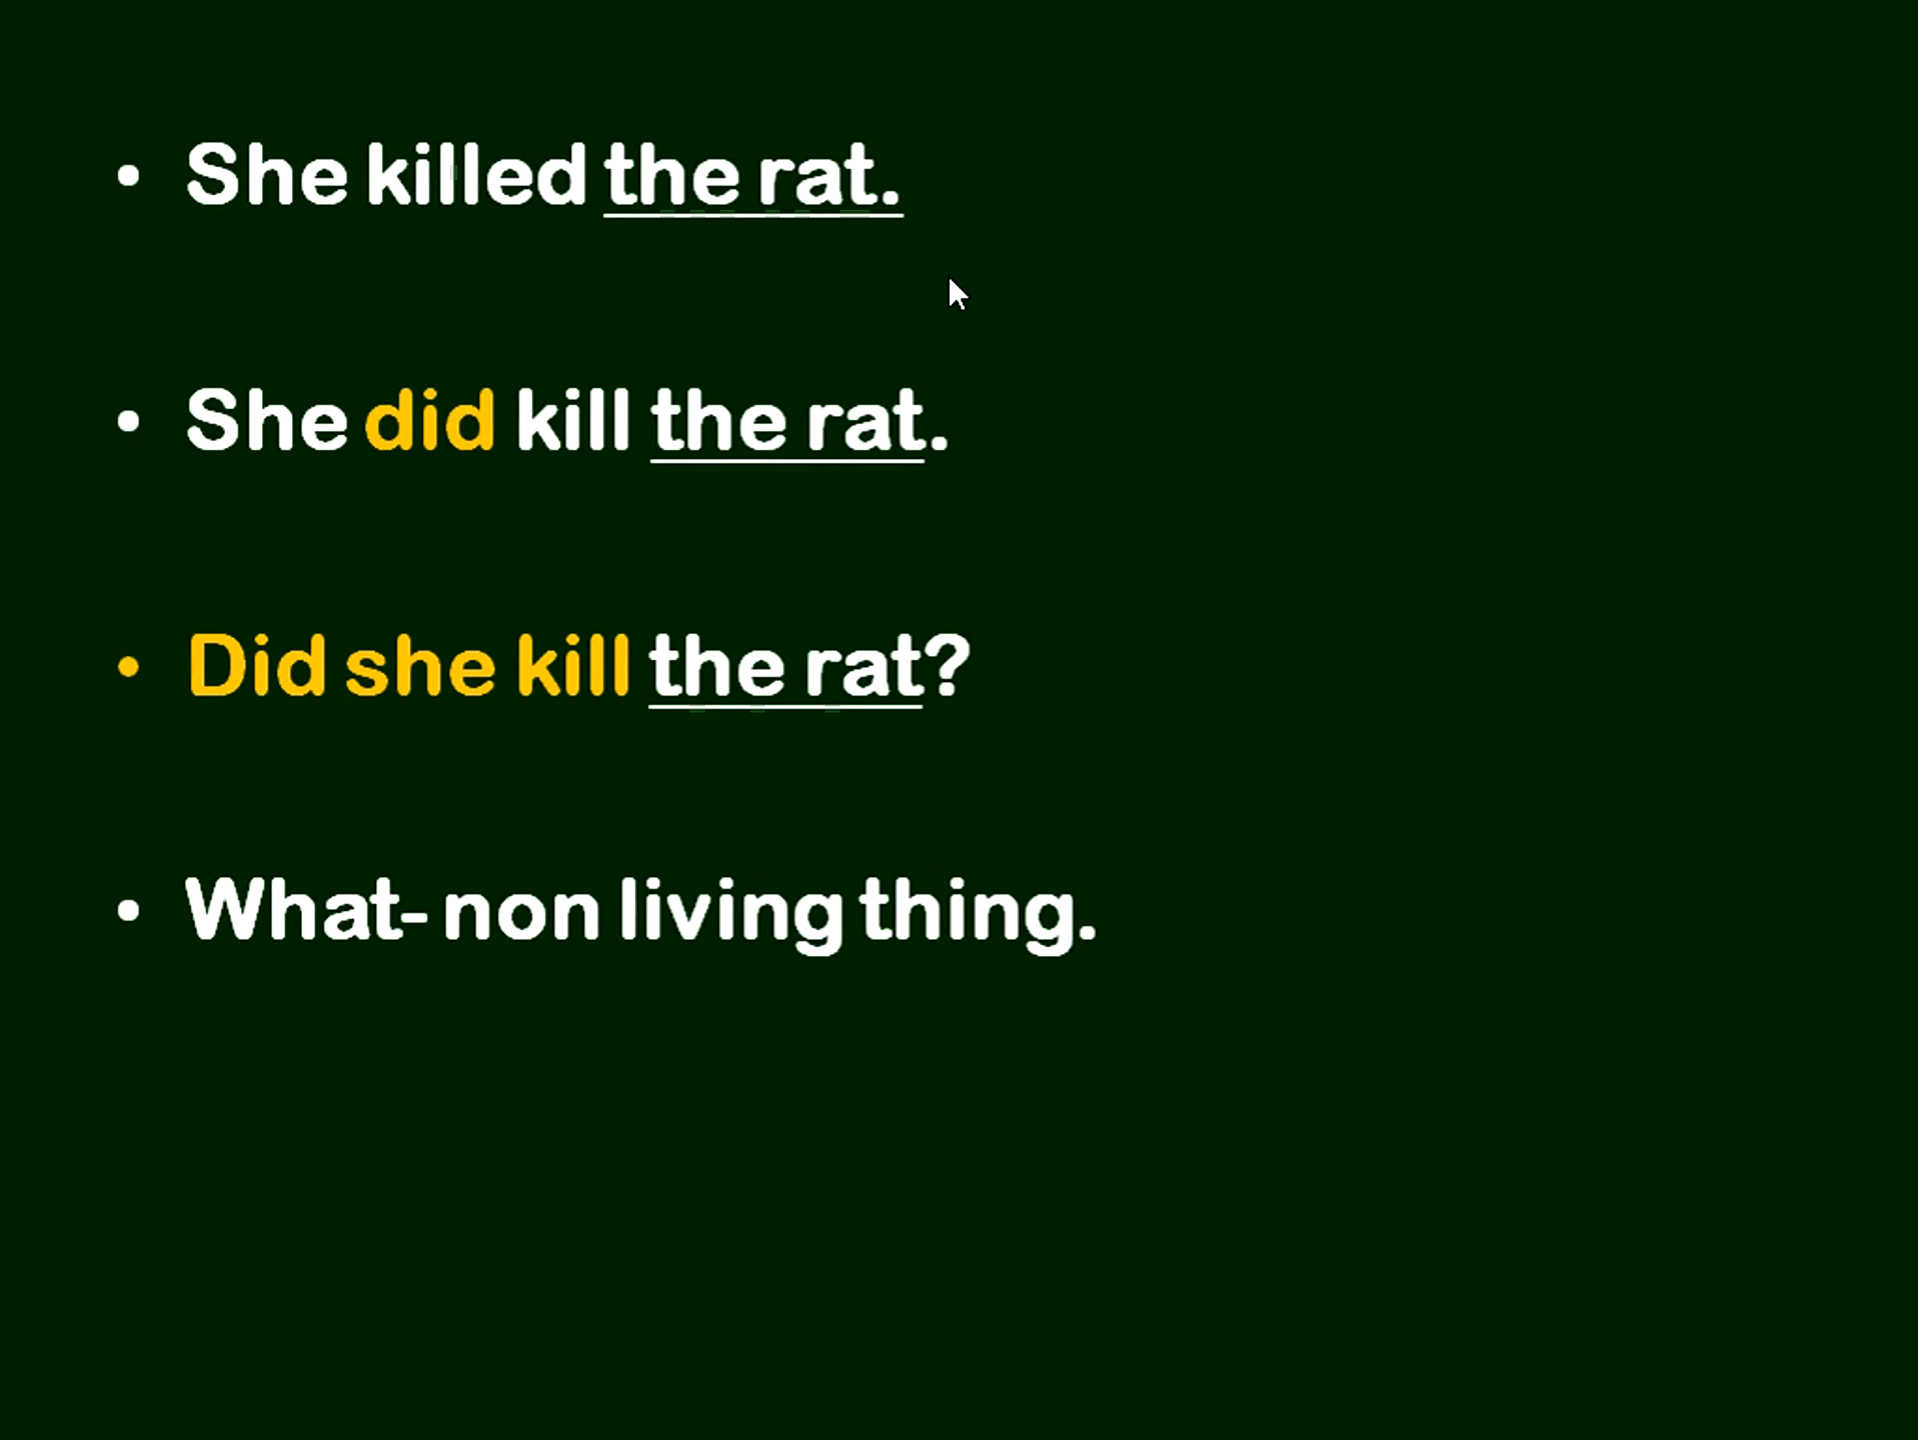 • She killed the rat.
• She did kill the rat.
• Did she kill the rat?
• What- non living thing.